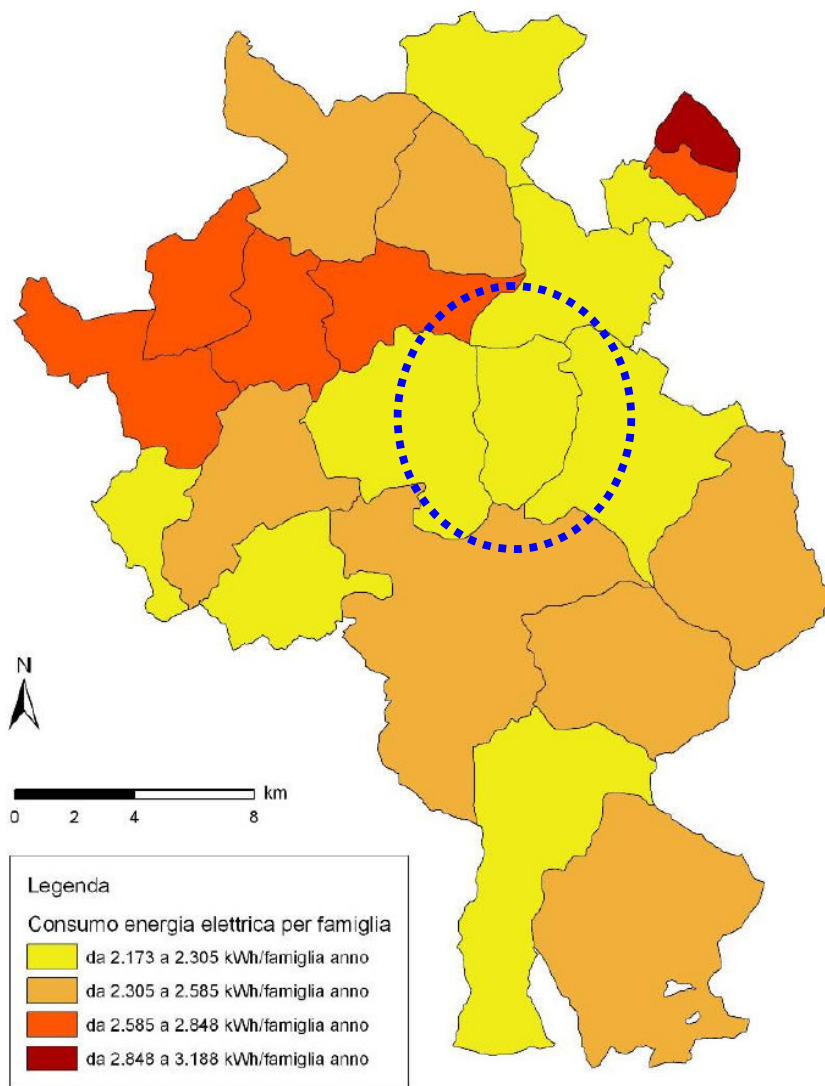 N
km
0 2 4 8
Legenda
Consumo energia elettrica per famiglia
da 2.173 a 2.305 kWh/famiglia anno
da 2.305 a 2.585 kWh/famiglia anno
da 2.585 a 2.848 kWh/famiglia anno
da 2.848 a 3.188 kWh/famiglia anno